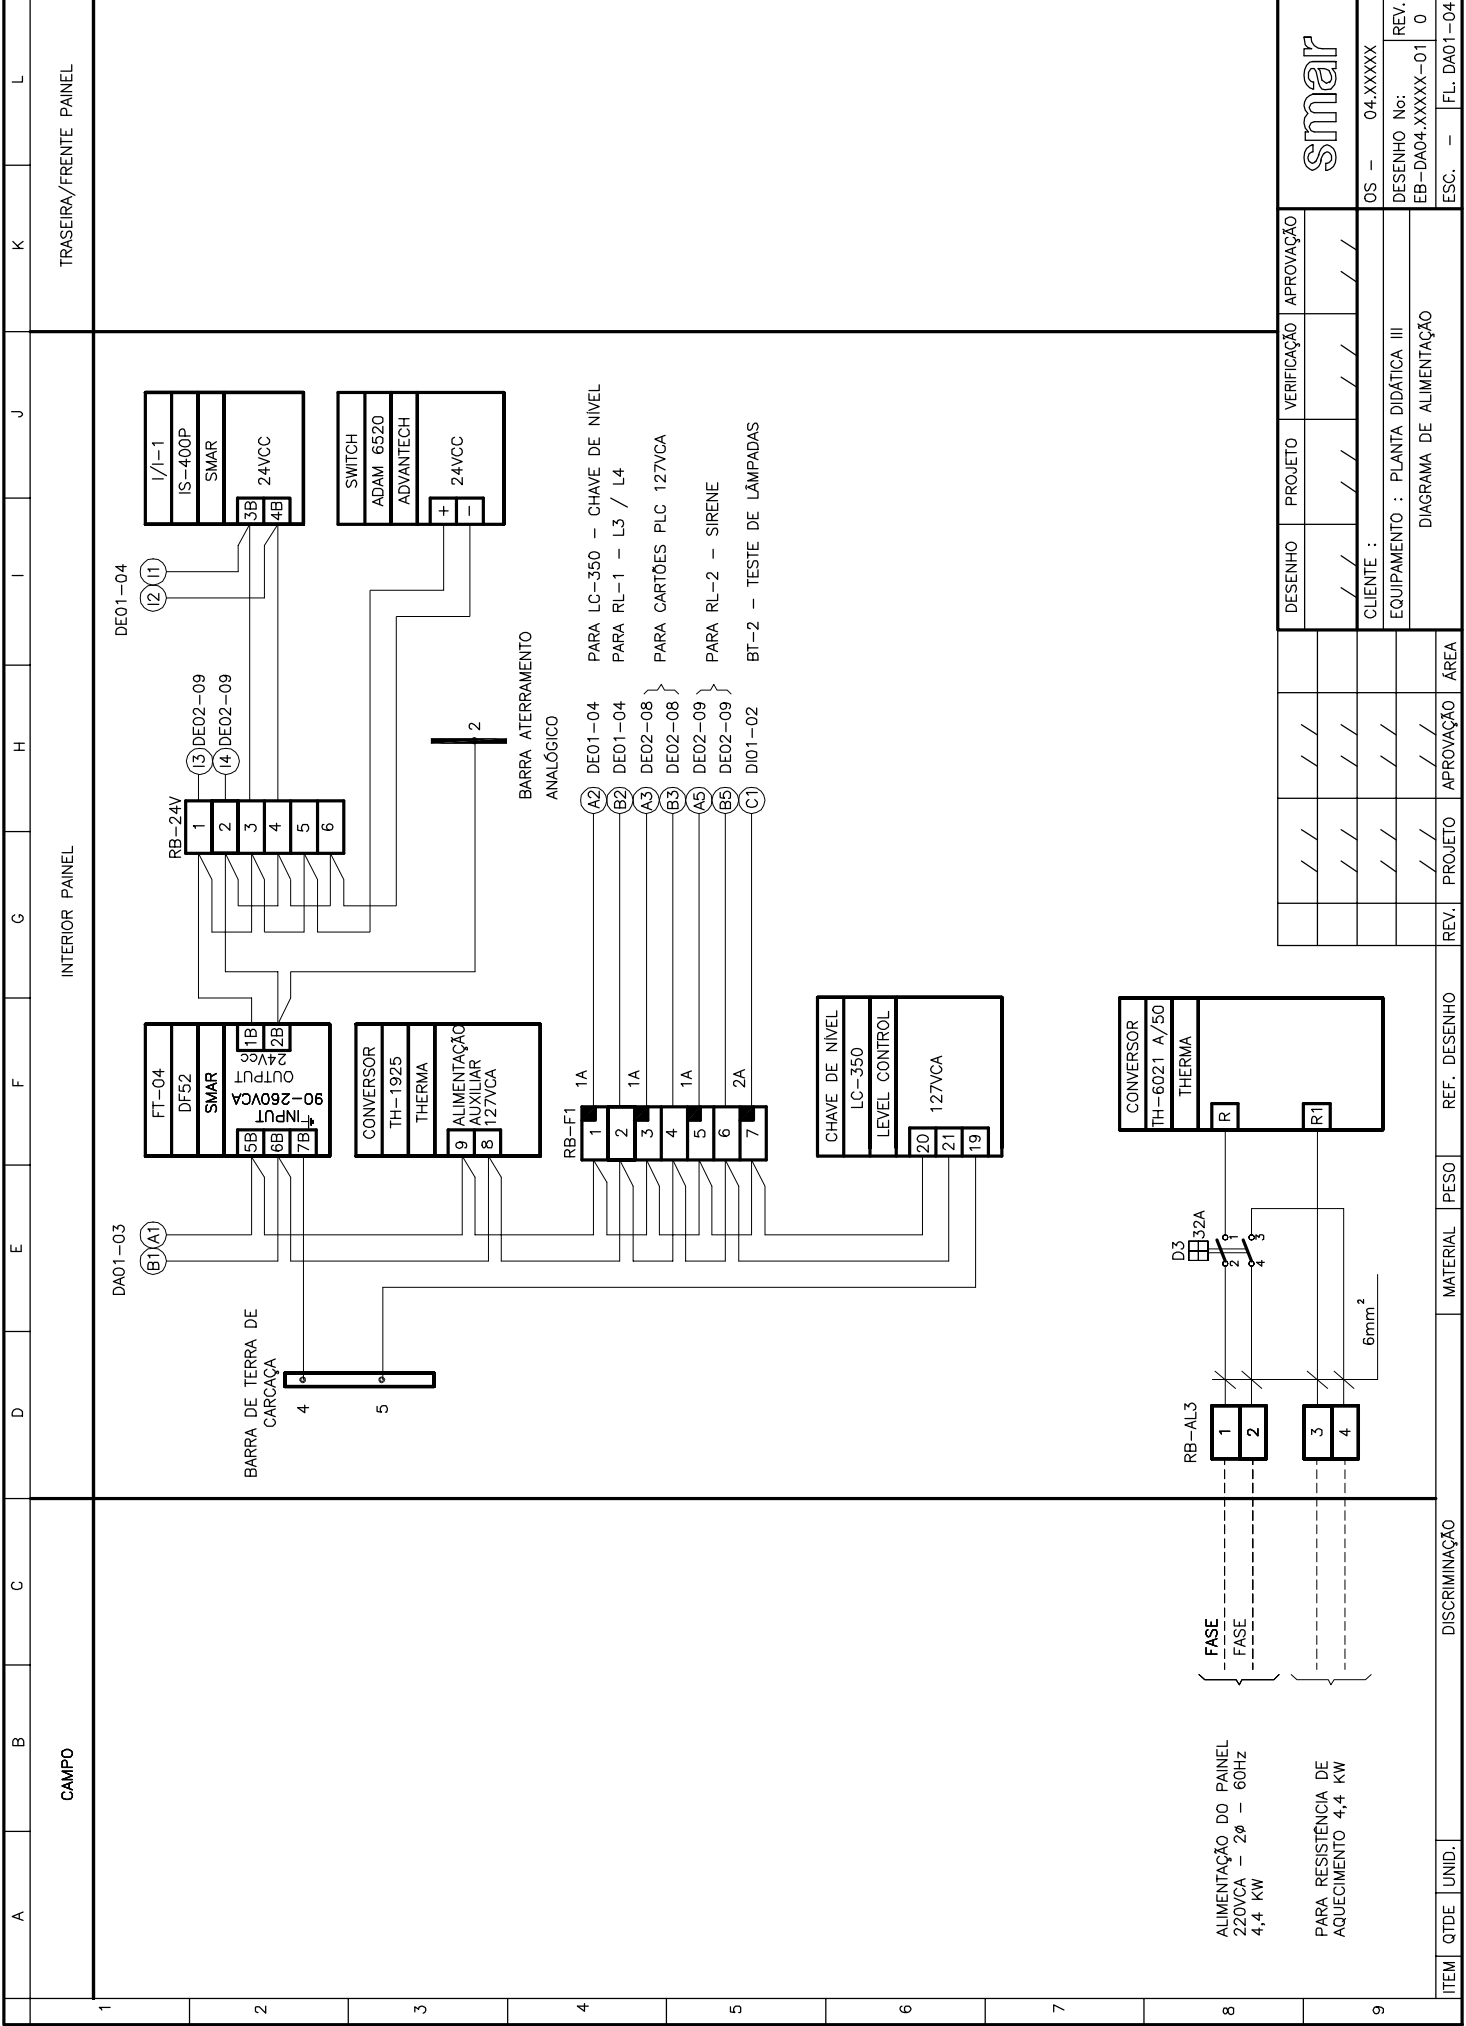 A B C D E F G H I J K L
CAMPO
INTERIOR PAINEL
TRASEIRA/FRENTE PAINEL
1
2
3
4
5
6
7
8
9
DA01-03
B1 A1
BARRA DE TERRA DE
CARCAÇA
4
5
FT-04
DF52
SMAR
5B
6B
7B
INPUT
90-260VCA
OUTPUT
24Vcc
1B
2B
CONVERSOR
TH-1925
THERMA
9
8
ALIMENTAÇÃO
AUXILIAR
127VCA
RB-24V
1
2
3
4
5
6
I3 DE02-09
I4 DE02-09
DE01-04
I2 I1
I/I-1
IS-400P
SMAR
3B
4B
24VCC
SWITCH
ADAM 6520
ADVANTECH
+
-
24VCC
2
BARRA ATERRAMENTO
ANALÓGICO
RB-F1
1 1A
2
3 1A
4
5 1A
6
7 2A
A2 DE01-04 PARA LC-350 - CHAVE DE NÍVEL
B2 DE01-04 PARA RL-1 - L3 / L4
A3 DE02-08
PARA CARTÕES PLC 127VCA
B3 DE02-08
A5 DE02-09
PARA RL-2 - SIRENE
B5 DE02-09
C1 DI01-02 BT-2 - TESTE DE LÂMPADAS
CHAVE DE NÍVEL
LC-350
LEVEL CONTROL
20
21
19
127VCA
CONVERSOR
TH-6021 A/50
THERMA
R
R1
D3
32A
2 1
4 3
6mm²
RB-AL3
1
2
3
4
FASE
FASE
ALIMENTAÇÃO DO PAINEL
220VCA - 2ø - 60Hz
4,4 KW
PARA RESISTÊNCIA DE
AQUECIMENTO 4,4 KW
ITEM QTDE UNID. DISCRIMINAÇÃO MATERIAL PESO REF. DESENHO
REV. PROJETO APROVAÇÃO ÁREA
/ / / /
/ / / /
/ / / /
/ / / /
DESENHO PROJETO VERIFICAÇÃO APROVAÇÃO
/ / / / / / / /
CLIENTE :
EQUIPAMENTO : PLANTA DIDÁTICA III
DIAGRAMA DE ALIMENTAÇÃO
smar
OS - 04.XXXXX
DESENHO No: REV.
EB-DA04.XXXXX-01 0
ESC. - FL. DA01-04